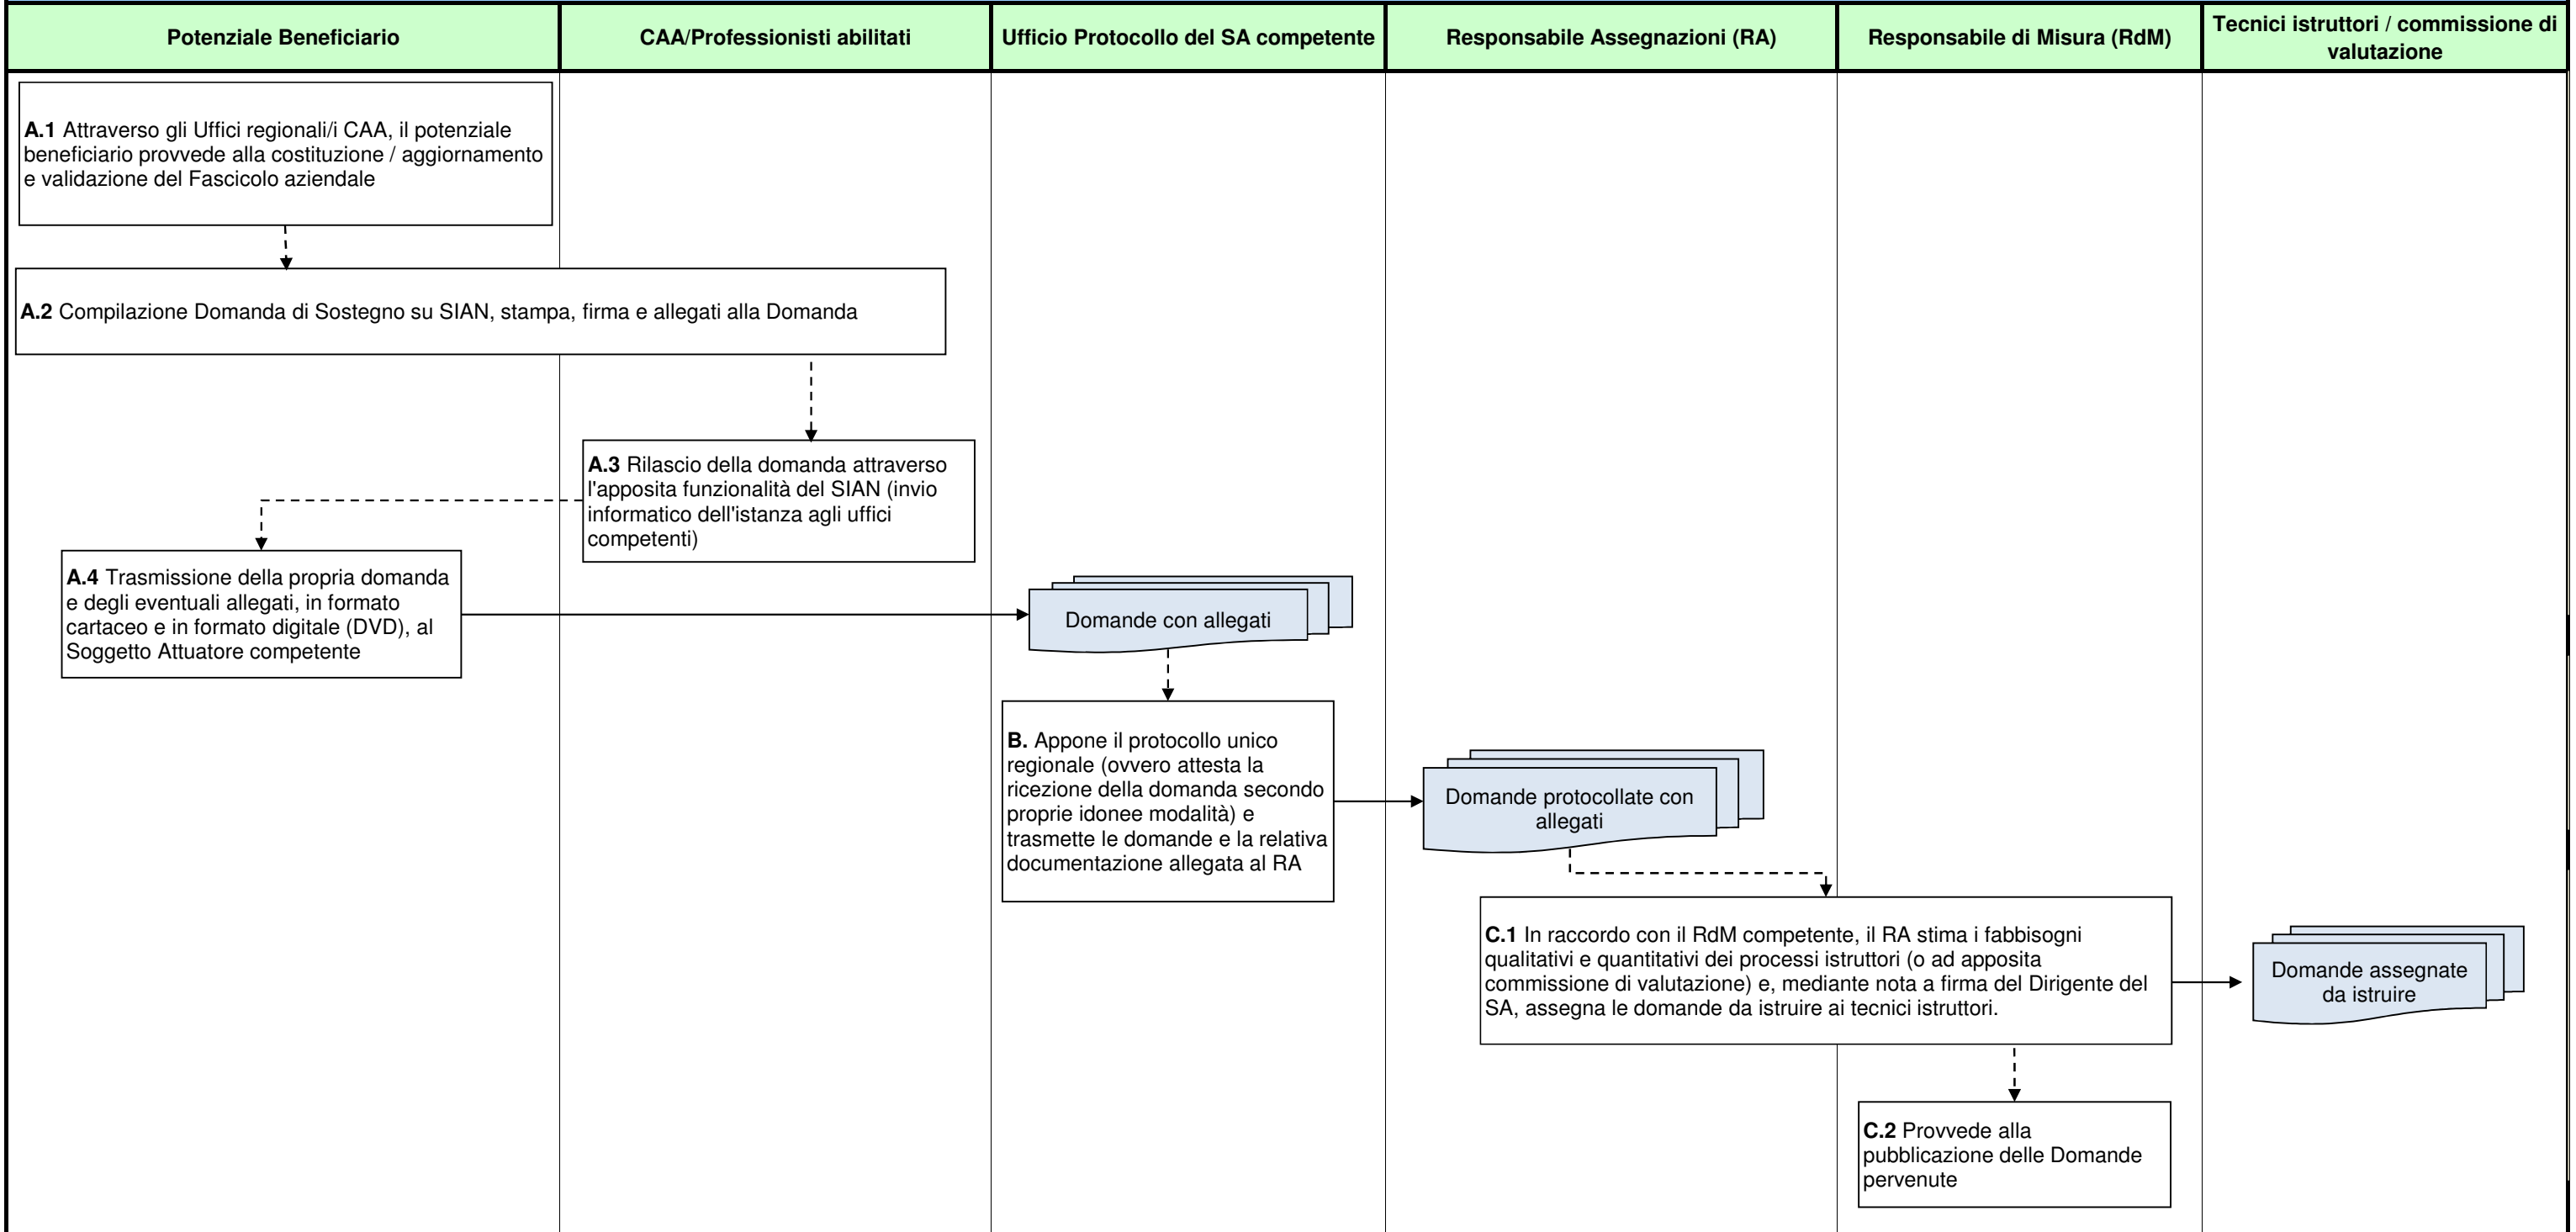 Potenziale Beneficiario
CAA/Professionisti abilitati
Ufficio Protocollo del SA competente
Responsabile Assegnazioni (RA)
Responsabile di Misura (RdM)
Tecnici istruttori / commissione di
valutazione
A.1 Attraverso gli Uffici regionali/i CAA, il potenziale
beneficiario provvede alla costituzione / aggiornamento
e validazione del Fascicolo aziendale
A.2 Compilazione Domanda di Sostegno su SIAN, stampa, firma e allegati alla Domanda
A.3 Rilascio della domanda attraverso
l'apposita funzionalità del SIAN (invio
informatico dell'istanza agli uffici
competenti)
A.4 Trasmissione della propria domanda
e degli eventuali allegati, in formato
cartaceo e in formato digitale (DVD), al
Soggetto Attuatore competente
Domande con allegati
B. Appone il protocollo unico
regionale (ovvero attesta la
ricezione della domanda secondo
proprie idonee modalità) e
trasmette le domande e la relativa
documentazione allegata al RA
Domande protocollate con
allegati
C.1 In raccordo con il RdM competente, il RA stima i fabbisogni
qualitativi e quantitativi dei processi istruttori (o ad apposita
commissione di valutazione) e, mediante nota a firma del Dirigente del
SA, assegna le domande da istruire ai tecnici istruttori.
Domande assegnate
da istruire
C.2 Provvede alla
pubblicazione delle Domande
pervenute